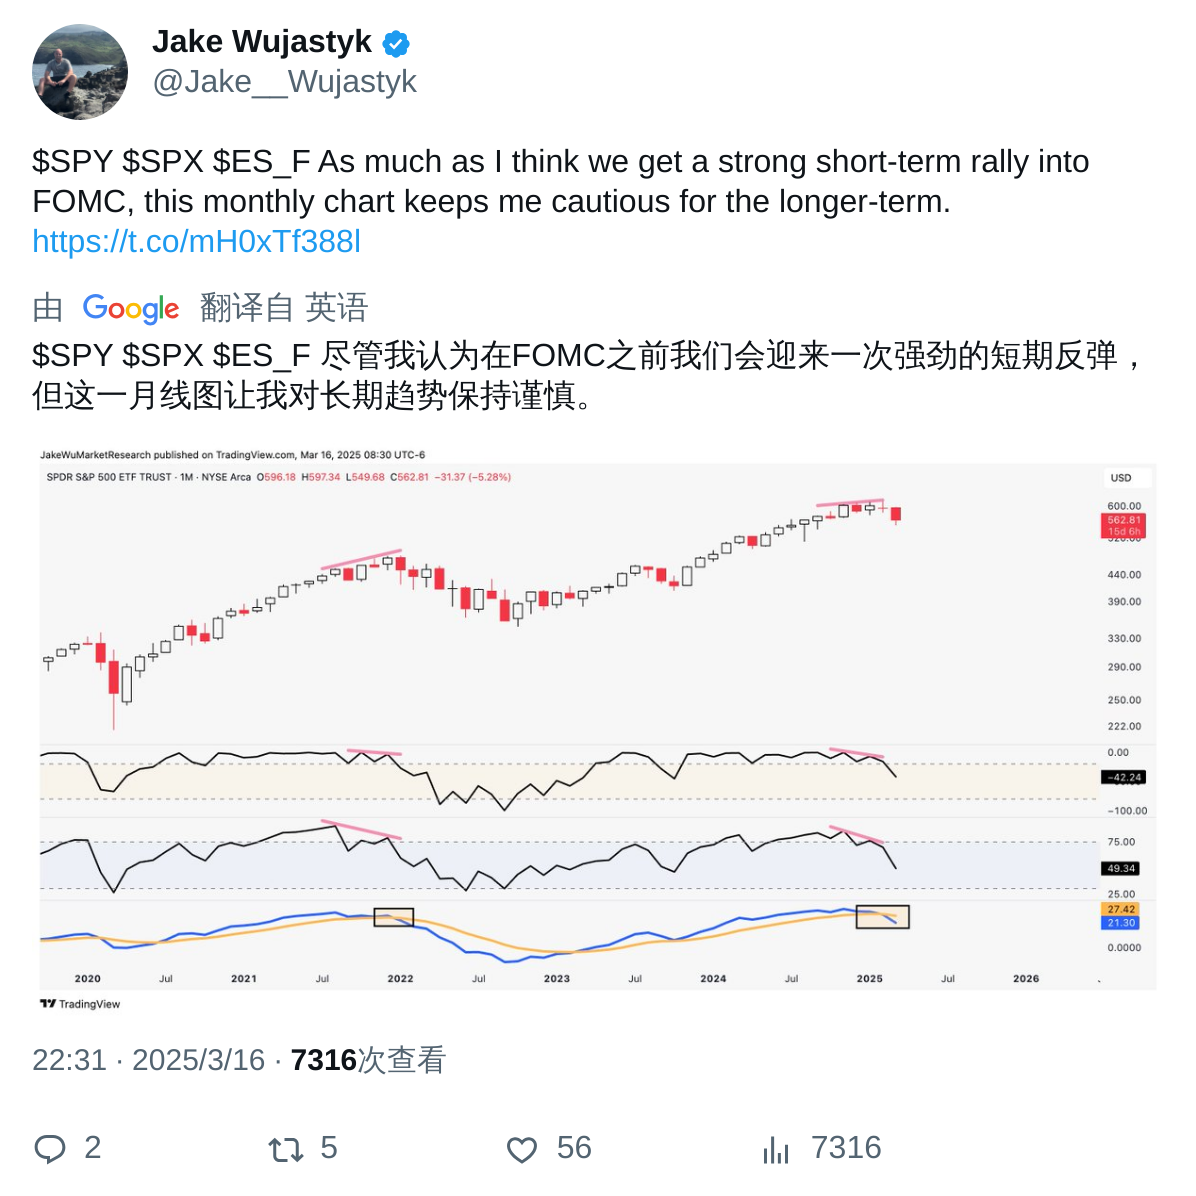 Jake Wujastyk
@Jake__Wujastyk
$SPY $SPX $ES_F As much as I think we get a strong short-term rally into
FOMC, this monthly chart keeps me cautious for the longer-term.
https://t.co/mH0xTf388l
由 Google 翻译自 英语
$SPY $SPX $ES_F 尽管我认为在FOMC之前我们会迎来一次强劲的短期反弹，
但这一月线图让我对长期趋势保持谨慎。
JakeWuMarketResearch published on TradingView.com, Mar 16, 2025 08:30 UTC-6
SPDR S&P 500 ETF TRUST · 1M · NYSE Arca O596.18 H597.34 L549.68 C562.81 −31.37 (−5.28%)
USD
600.00
562.81
15d 6h
520.00
440.00
390.00
330.00
290.00
250.00
222.00
0.00
−42.24
−100.00
75.00
49.34
25.00
27.42
21.30
0.0000
2020 Jul 2021 Jul 2022 Jul 2023 Jul 2024 Jul 2025 Jul 2026
TradingView
22:31 · 2025/3/16 · 7316次查看
2 5 56 7316